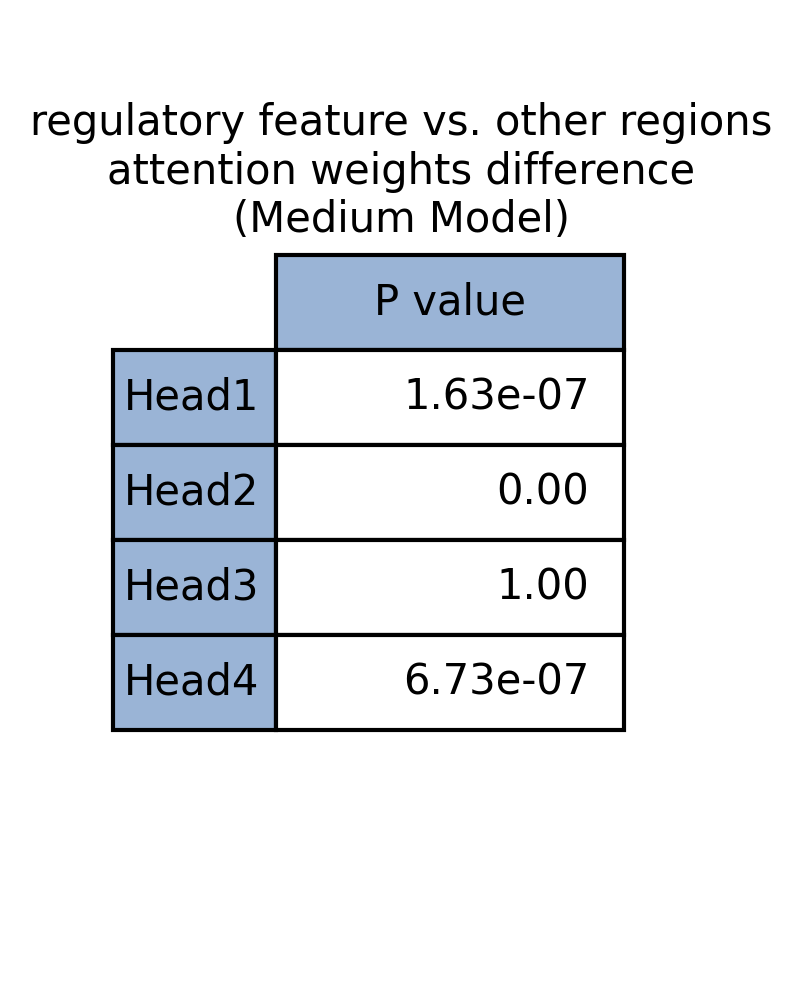 regulatory feature vs. other regions
attention weights difference
(Medium Model)
P value
Head1 1.63e-07
Head2 0.00
Head3 1.00
Head4 6.73e-07